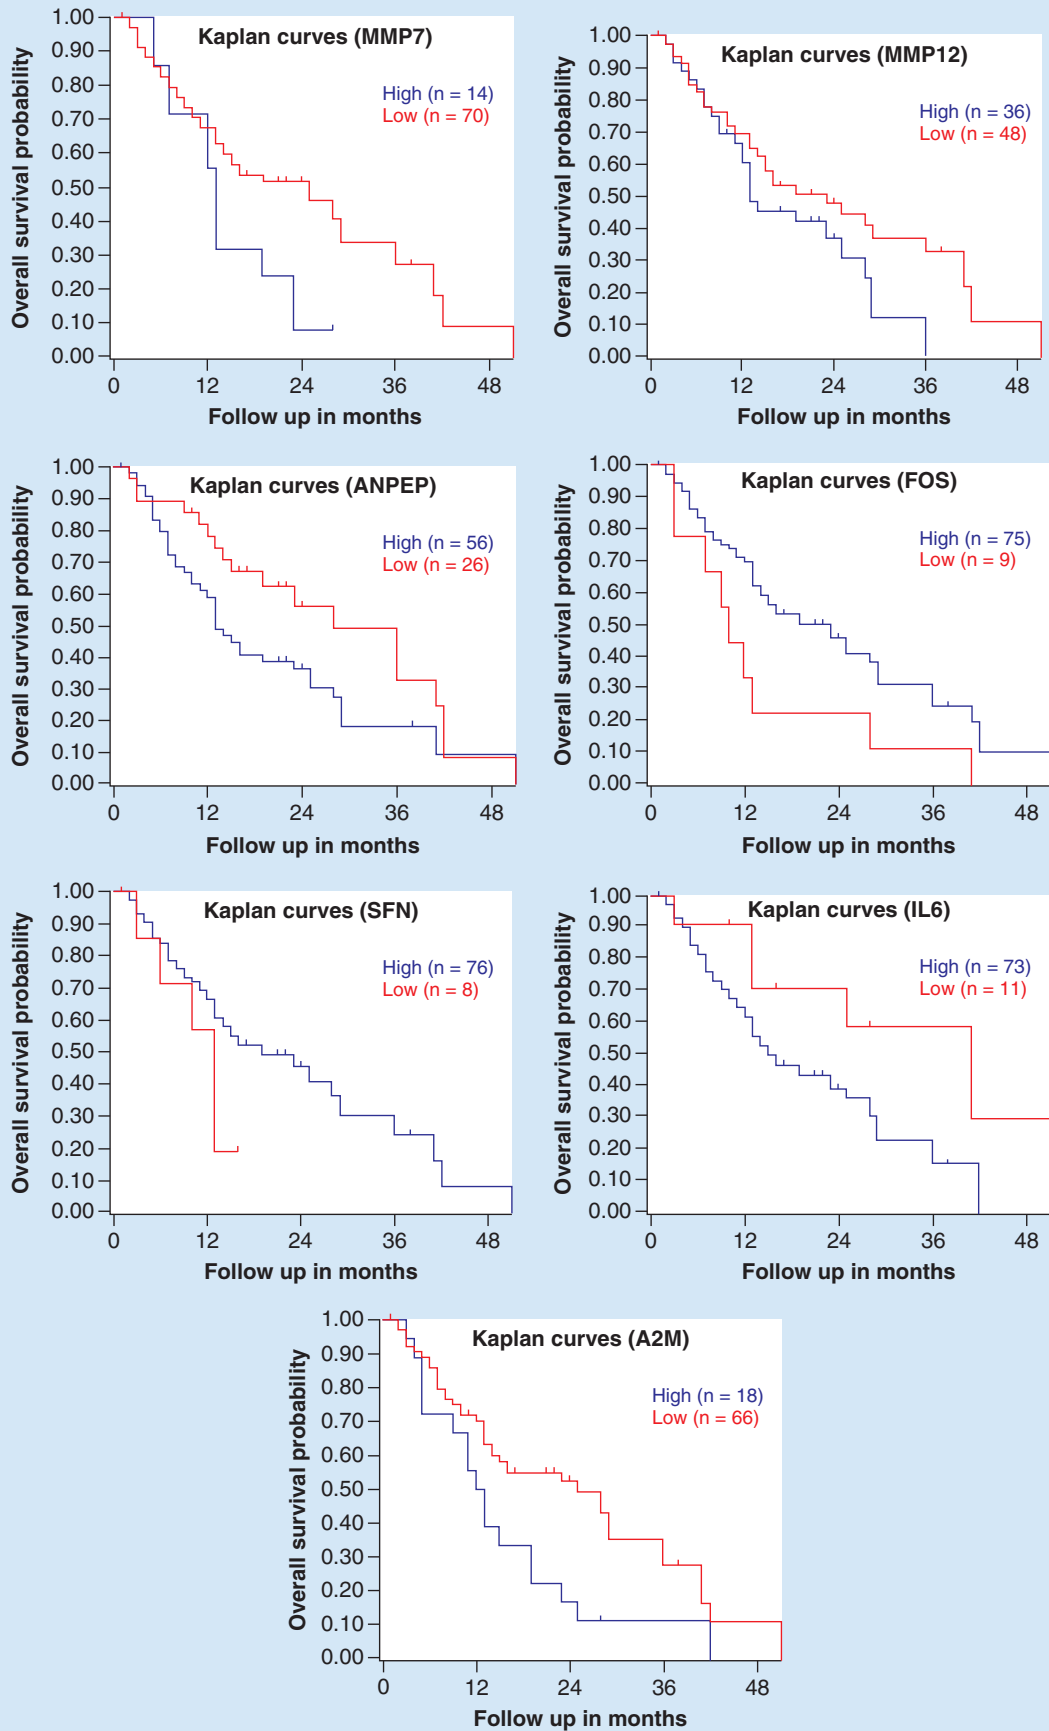 Kaplan curves (MMP7)
High (n = 14)
Low (n = 70)
Overall survival probability
1.00
0.90
0.80
0.70
0.60
0.50
0.40
0.30
0.20
0.10
0.00
0 12 24 36 48
Follow up in months
Kaplan curves (MMP12)
High (n = 36)
Low (n = 48)
Overall survival probability
1.00
0.90
0.80
0.70
0.60
0.50
0.40
0.30
0.20
0.10
0.00
0 12 24 36 48
Follow up in months
Kaplan curves (ANPEP)
High (n = 56)
Low (n = 26)
Overall survival probability
1.00
0.90
0.80
0.70
0.60
0.50
0.40
0.30
0.20
0.10
0.00
0 12 24 36 48
Follow up in months
Kaplan curves (FOS)
High (n = 75)
Low (n = 9)
Overall survival probability
1.00
0.90
0.80
0.70
0.60
0.50
0.40
0.30
0.20
0.10
0.00
0 12 24 36 48
Follow up in months
Kaplan curves (SFN)
High (n = 76)
Low (n = 8)
Overall survival probability
1.00
0.90
0.80
0.70
0.60
0.50
0.40
0.30
0.20
0.10
0.00
0 12 24 36 48
Follow up in months
Kaplan curves (IL6)
High (n = 73)
Low (n = 11)
Overall survival probability
1.00
0.90
0.80
0.70
0.60
0.50
0.40
0.30
0.20
0.10
0.00
0 12 24 36 48
Follow up in months
Kaplan curves (A2M)
High (n = 18)
Low (n = 66)
Overall survival probability
1.00
0.90
0.80
0.70
0.60
0.50
0.40
0.30
0.20
0.10
0.00
0 12 24 36 48
Follow up in months